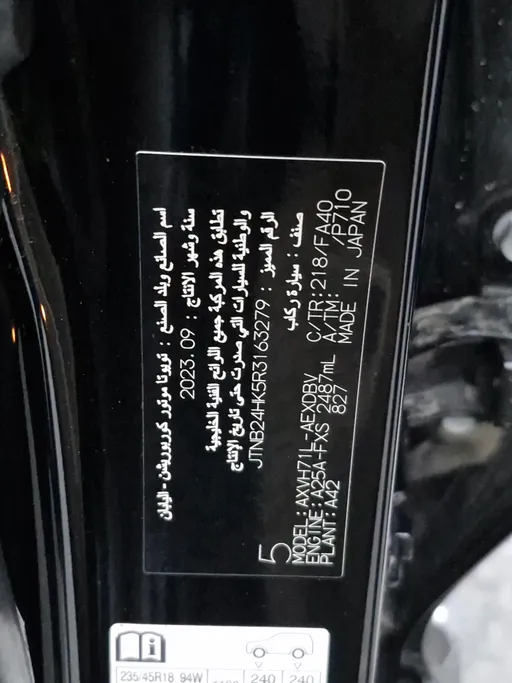 اسم الصانع وبلد الصنع : تويوتا موتور كوربوريشن - اليابان
سنة وشهر الانتاج : 2023.09
تطابق هذه المركبة جميع اللوائح الفنية الخليجية
والوطنية للسيارات التي صدرت حتى تاريخ الإنتاج
الرقم المميز : JTNB24HK5R3163279
صنف : سيارة ركاب
5
MODEL: AXVH71L-AEXDBV
ENGINE: A25A-FXS 2487mL
PLANT: A42 827
C/TR: 218/FA40
A/TM: /P710
MADE IN JAPAN
235/45R18 94W
240 240